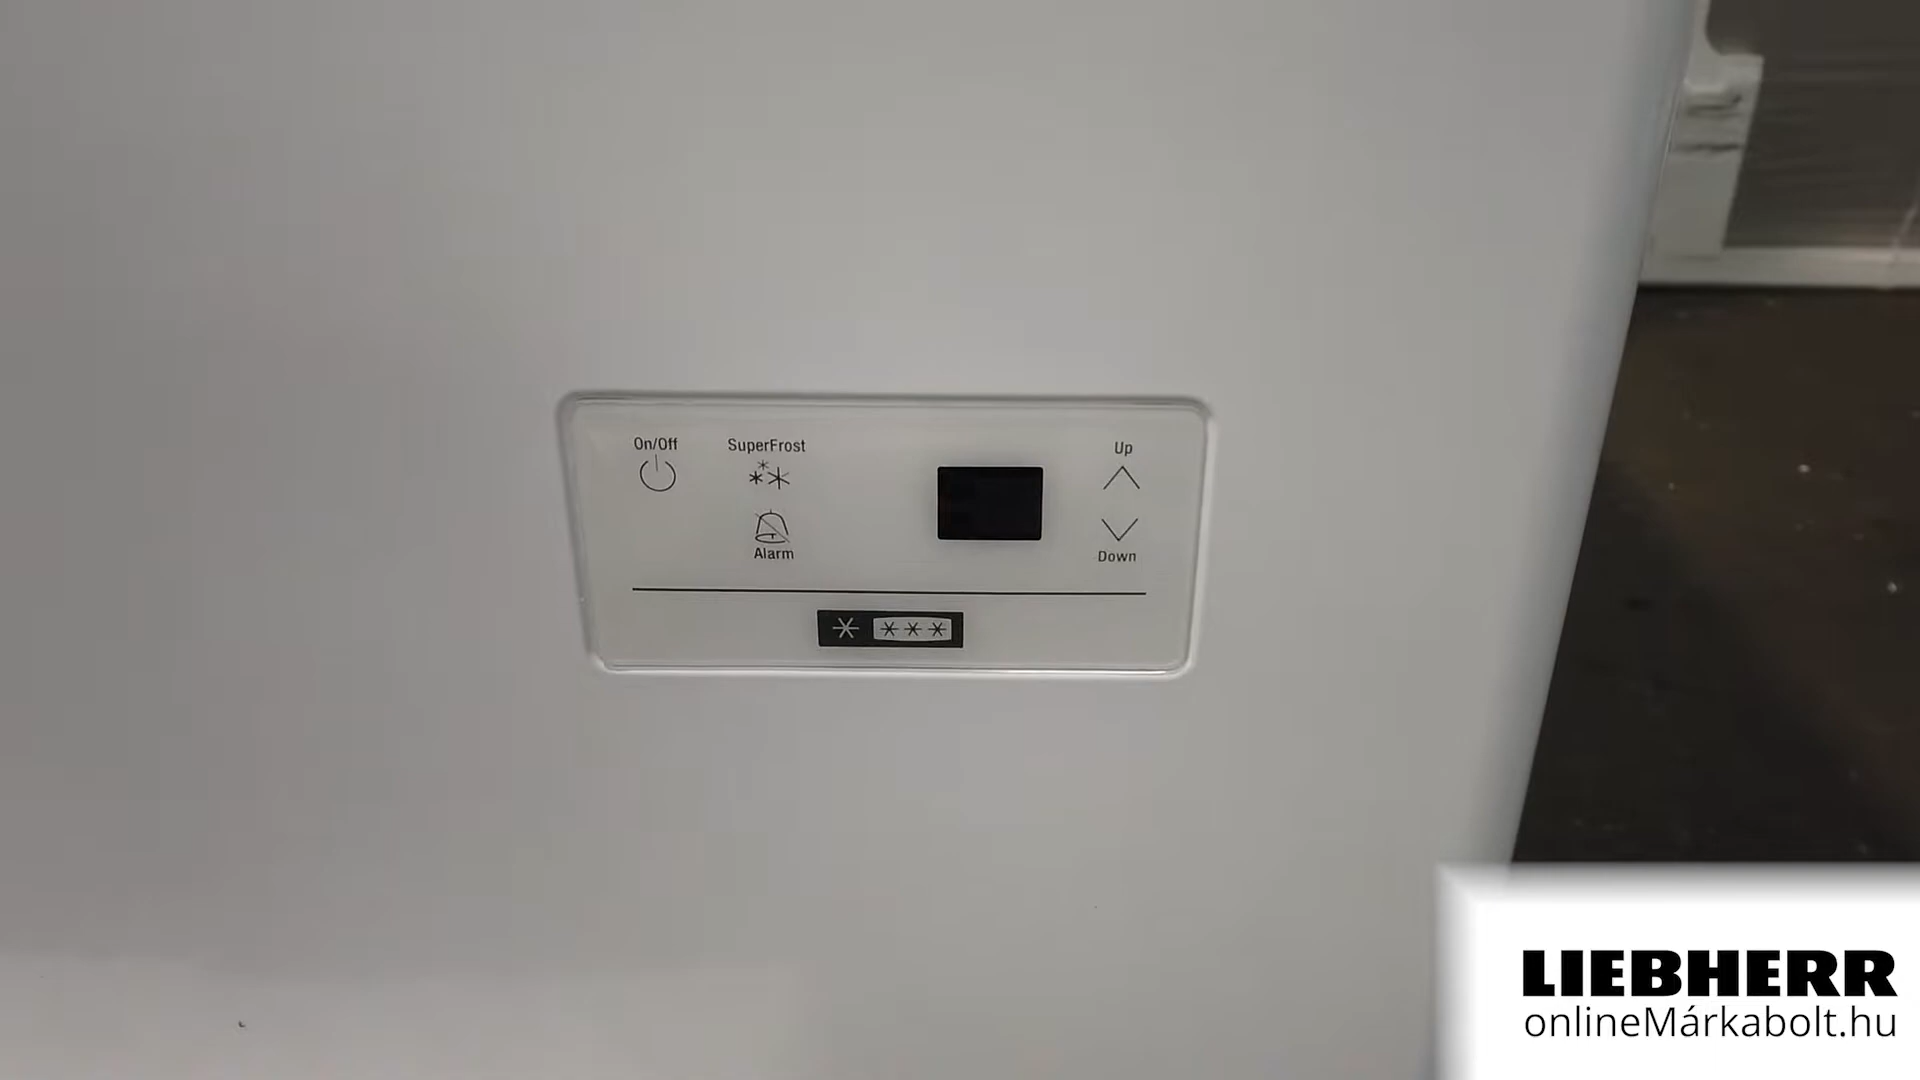 On/Off
SuperFrost
Alarm
Up
Down
LIEBHERR
onlineMárkabolt.hu